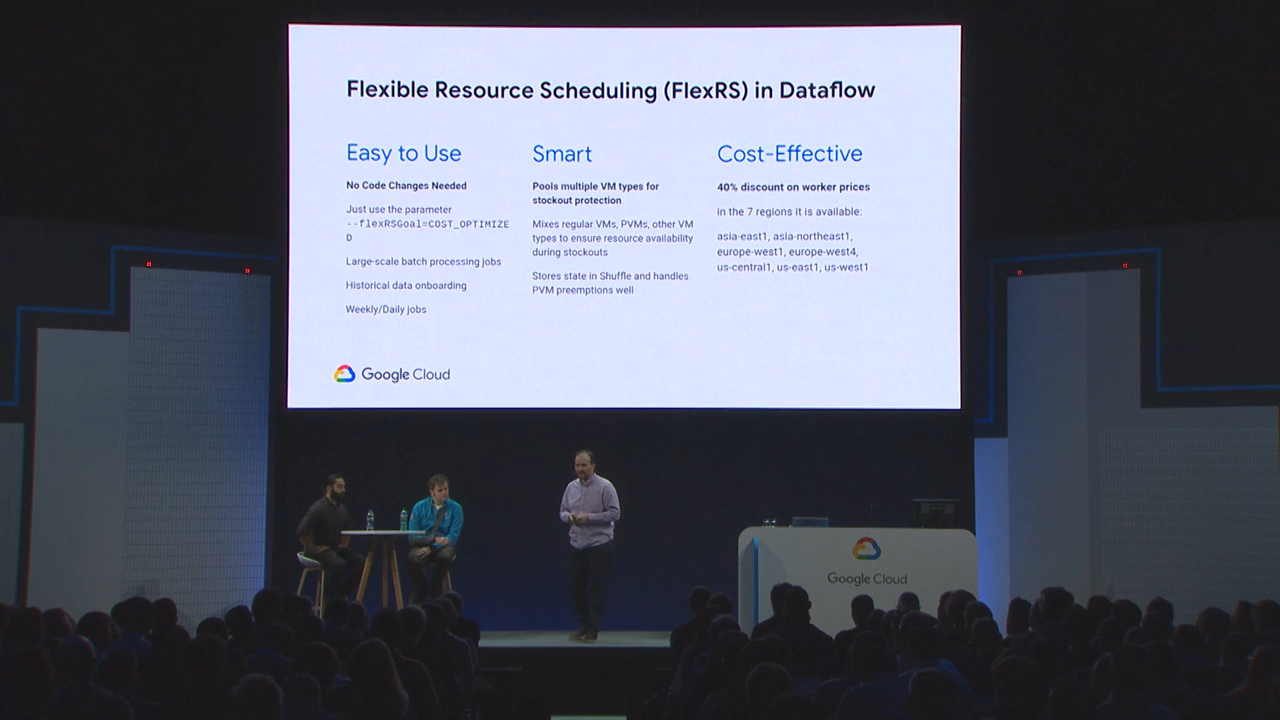 Flexible Resource Scheduling (FlexRS) in Dataflow
Easy to Use
No Code Changes Needed
Just use the parameter
--flexRSGoal=COST_OPTIMIZE
D
Large-scale batch processing jobs
Historical data onboarding
Weekly/Daily jobs
Smart
Pools multiple VM types for
stockout protection
Mixes regular VMs, PVMs, other VM
types to ensure resource availability
during stockouts
Stores state in Shuffle and handles
PVM preemptions well
Cost-Effective
40% discount on worker prices
in the 7 regions it is available:
asia-east1, asia-northeast1,
europe-west1, europe-west4,
us-central1, us-east1, us-west1
Google Cloud
Google Cloud